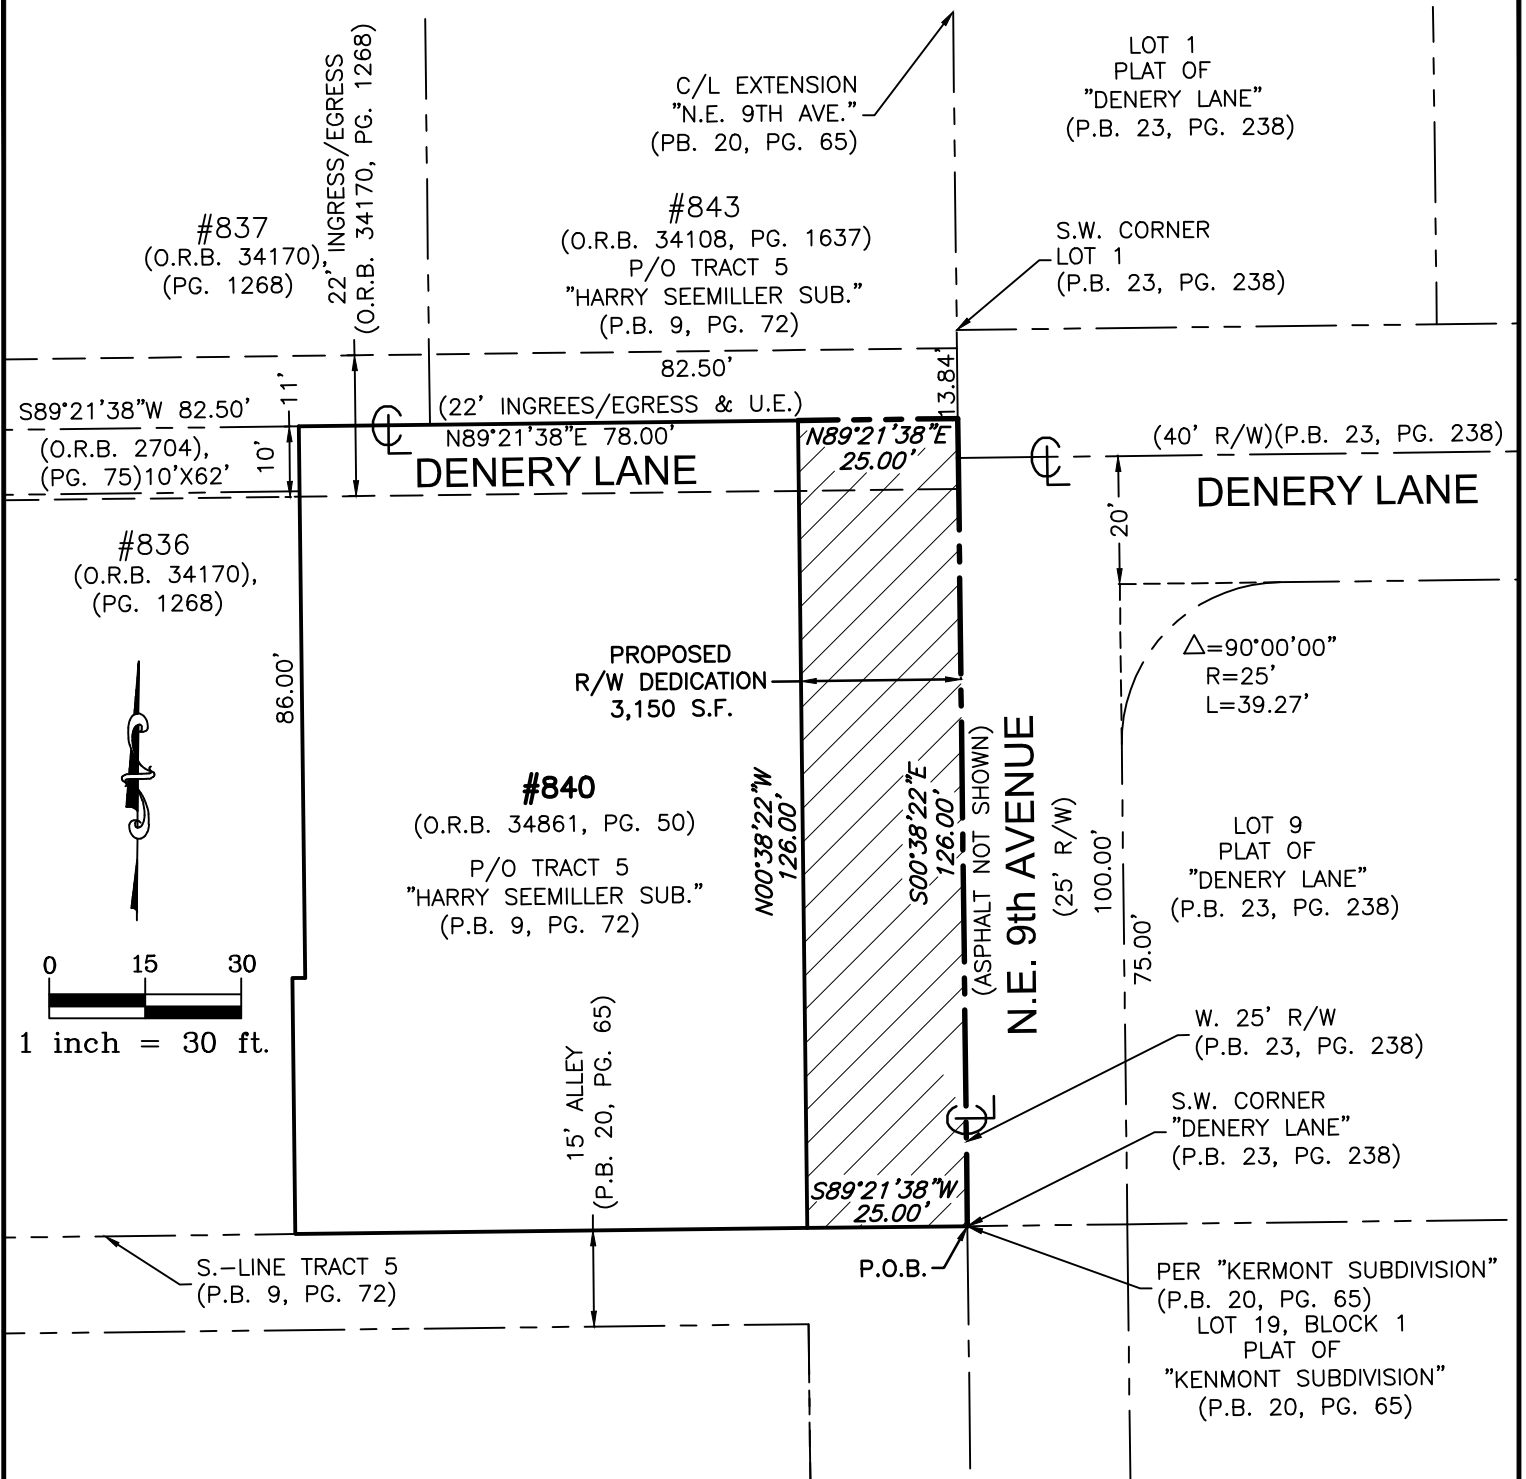 22' INGRESS/EGRESS
(O.R.B. 34170, PG. 1268)
C/L EXTENSION
"N.E. 9TH AVE."
(PB. 20, PG. 65)
LOT 1
PLAT OF
"DENERY LANE"
(P.B. 23, PG. 238)
#837
(O.R.B. 34170),
(PG. 1268)
#843
(O.R.B. 34108, PG. 1637)
P/O TRACT 5
"HARRY SEEMILLER SUB."
(P.B. 9, PG. 72)
S.W. CORNER
LOT 1
(P.B. 23, PG. 238)
82.50'
13.84'
S89°21'38"W 82.50'
11'
(22' INGREES/EGRESS & U.E.)
N89°21'38"E 78.00'
N89°21'38"E
25.00'
(40' R/W)(P.B. 23, PG. 238)
(O.R.B. 2704),
(PG. 75)10'X62'
10'
℄
DENERY LANE
℄
DENERY LANE
20'
#836
(O.R.B. 34170),
(PG. 1268)
86.00'
PROPOSED
R/W DEDICATION
3,150 S.F.
△=90°00'00"
R=25'
L=39.27'
#840
(O.R.B. 34861, PG. 50)
P/O TRACT 5
"HARRY SEEMILLER SUB."
(P.B. 9, PG. 72)
N00°38'22"W
126.00'
S00°38'22"E
126.00'
(ASPHALT NOT SHOWN)
N.E. 9th AVENUE
(25' R/W)
100.00'
75.00'
LOT 9
PLAT OF
"DENERY LANE"
(P.B. 23, PG. 238)
0 15 30
1 inch = 30 ft.
15' ALLEY
(P.B. 20, PG. 65)
W. 25' R/W
(P.B. 23, PG. 238)
℄
S.W. CORNER
"DENERY LANE"
(P.B. 23, PG. 238)
S89°21'38"W
25.00'
P.O.B.
S.-LINE TRACT 5
(P.B. 9, PG. 72)
PER "KERMONT SUBDIVISION"
(P.B. 20, PG. 65)
LOT 19, BLOCK 1
PLAT OF
"KENMONT SUBDIVISION"
(P.B. 20, PG. 65)